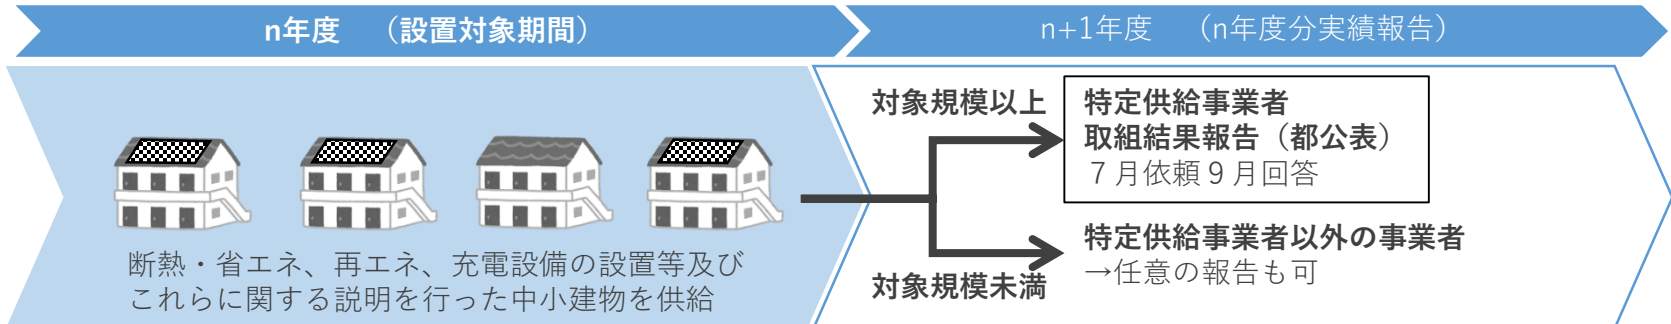 n年度　（設置対象期間）
n+1年度　（n年度分実績報告）
断熱・省エネ、再エネ、充電設備の設置等及び
これらに関する説明を行った中小建物を供給
対象規模以上
特定供給事業者
取組結果報告（都公表）
７月依頼９月回答
対象規模未満
特定供給事業者以外の事業者
→任意の報告も可